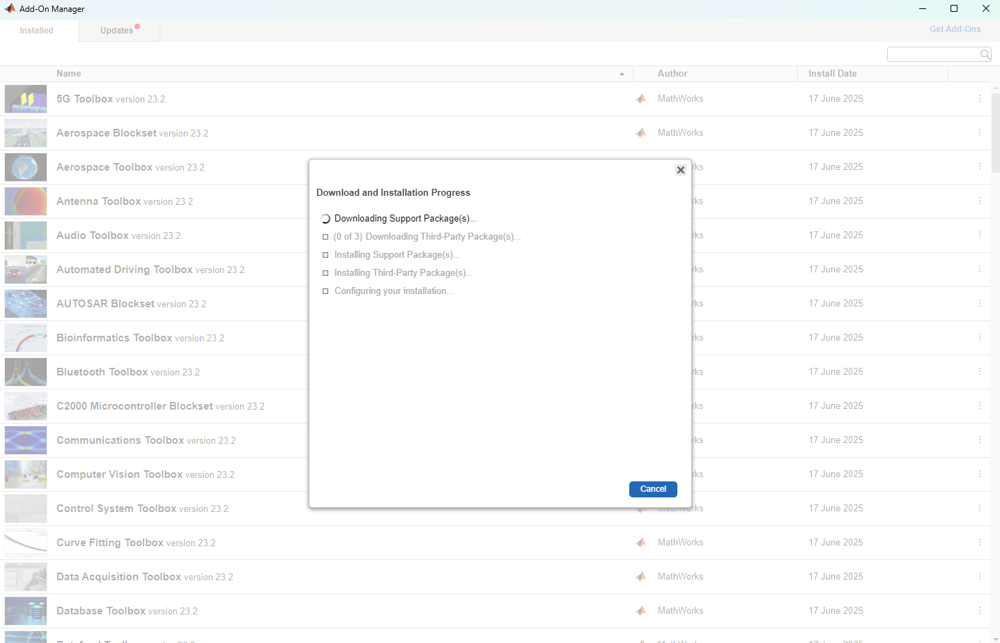 Add-On Manager
Installed
Updates
Get Add-Ons
Name Author Install Date
5G Toolbox version 23.2 MathWorks 17 June 2025
Aerospace Blockset version 23.2 MathWorks 17 June 2025
Aerospace Toolbox version 23.2 rks 17 June 2025
Antenna Toolbox version 23.2 rks 17 June 2025
Audio Toolbox version 23.2 rks 17 June 2025
Automated Driving Toolbox version 23.2 rks 17 June 2025
AUTOSAR Blockset version 23.2 rks 17 June 2025
Bioinformatics Toolbox version 23.2 rks 17 June 2025
Bluetooth Toolbox version 23.2 rks 17 June 2025
C2000 Microcontroller Blockset version 23.2 rks 17 June 2025
Communications Toolbox version 23.2 rks 17 June 2025
Computer Vision Toolbox version 23.2 rks 17 June 2025
Control System Toolbox version 23.2 MathWorks 17 June 2025
Curve Fitting Toolbox version 23.2 MathWorks 17 June 2025
Data Acquisition Toolbox version 23.2 MathWorks 17 June 2025
Database Toolbox version 23.2 MathWorks 17 June 2025
Download and Installation Progress
Downloading Support Package(s)...
(0 of 3) Downloading Third-Party Package(s)...
Installing Support Package(s)...
Installing Third-Party Package(s)...
Configuring your installation...
Cancel